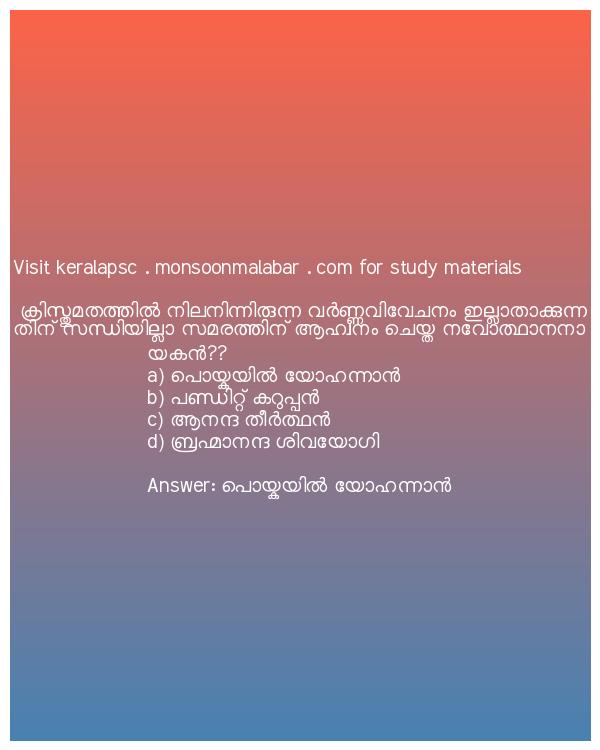 Visit keralapsc . monsoonmalabar . com for study materials
ക്രിസ്തുമതത്തിൽ നിലനിന്നിരുന്ന വർണ്ണവിവേചനം ഇല്ലാതാക്കുന്ന
തിന് സന്ധിയില്ലാ സമരത്തിന് ആഹ്വനം ചെയ്ത നവോത്ഥാനനാ
യകൻ??
a) പൊയ്കയിൽ യോഹന്നാൻ
b) പണ്ഡിറ്റ് കറുപ്പൻ
c) ആനന്ദ തീർത്ഥൻ
d) ബ്രഹ്മാനന്ദ ശിവയോഗി
Answer: പൊയ്കയിൽ യോഹന്നാൻ